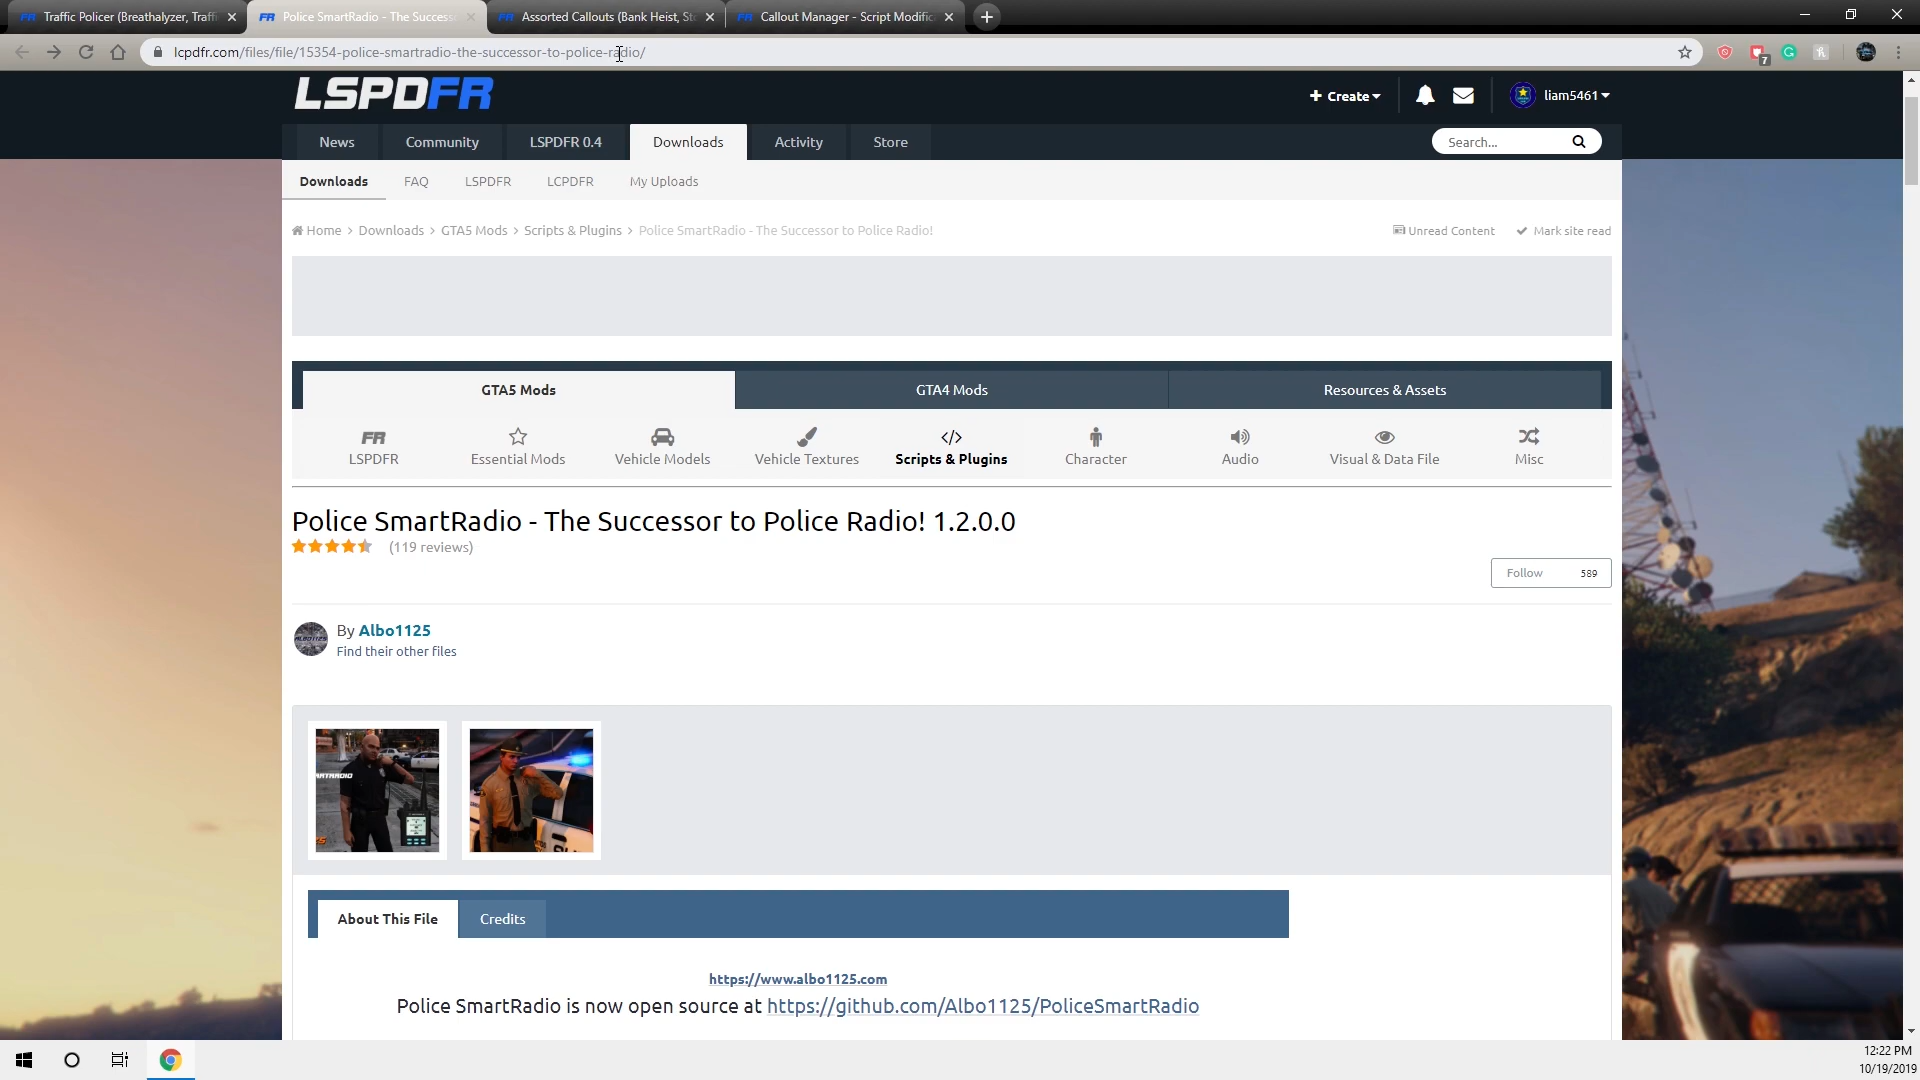 Traffic Policer (Breathalyzer, Traffi
Police SmartRadio - The Success
Assorted Callouts (Bank Heist, Sto
Callout Manager - Script Modific
lcpdfr.com/files/file/15354-police-smartradio-the-successor-to-police-radio/
7
LSPDFR
+ Create
liam5461
News
Community
LSPDFR 0.4
Downloads
Activity
Store
Search...
Downloads
FAQ
LSPDFR
LCPDFR
My Uploads
Home > Downloads > GTA5 Mods > Scripts & Plugins > Police SmartRadio - The Successor to Police Radio!
Unread Content
Mark site read
GTA5 Mods
GTA4 Mods
Resources & Assets
FR
LSPDFR
Essential Mods
Vehicle Models
Vehicle Textures
</>
Scripts & Plugins
Character
Audio
Visual & Data File
Misc
Police SmartRadio - The Successor to Police Radio! 1.2.0.0
(119 reviews)
Follow 589
By Albo1125
Find their other files
About This File
Credits
https://www.albo1125.com
Police SmartRadio is now open source at https://github.com/Albo1125/PoliceSmartRadio
12:22 PM
10/19/2019